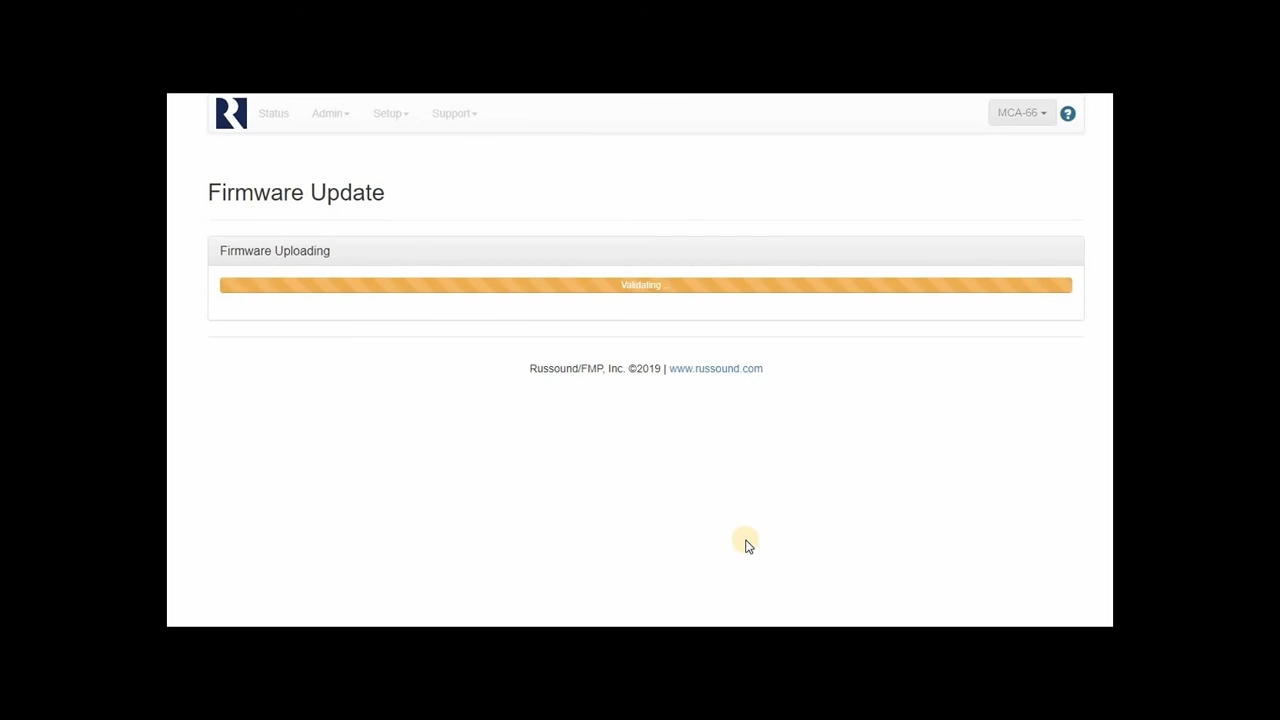 Status Admin Setup Support MCA-66 ?
Firmware Update
Firmware Uploading
Validating ...
Russound/FMP, Inc. ©2019 | www.russound.com